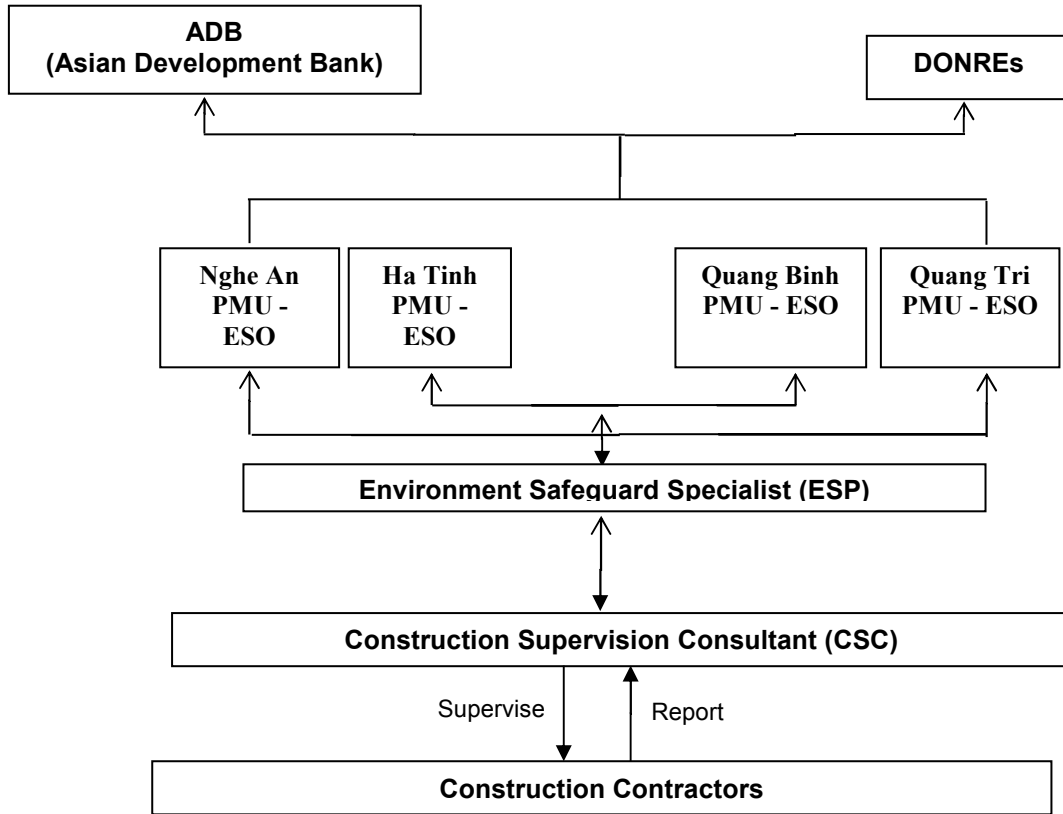 ADB
(Asian Development Bank)
DONREs
Nghe An
PMU -
ESO
Ha Tinh
PMU -
ESO
Quang Binh
PMU - ESO
Quang Tri
PMU - ESO
Environment Safeguard Specialist (ESP)
Construction Supervision Consultant (CSC)
Supervise
Report
Construction Contractors